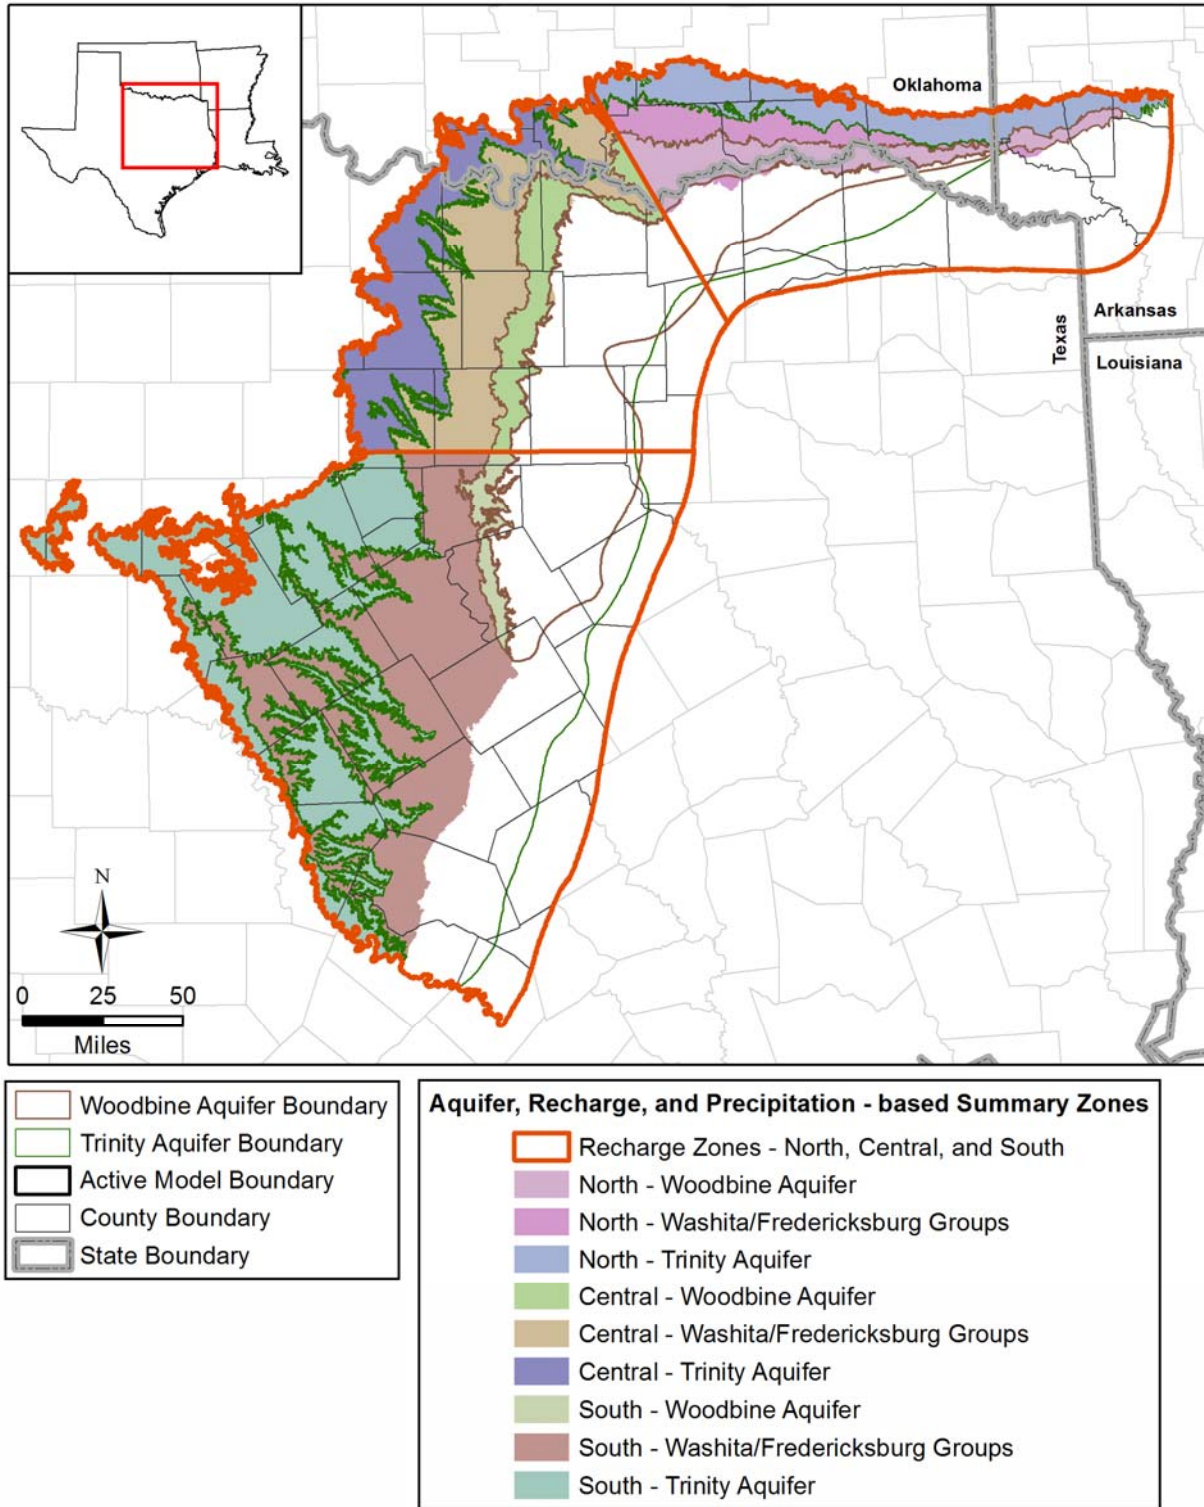 Oklahoma
Arkansas
Texas
Louisiana
N
0 25 50
Miles
Woodbine Aquifer Boundary
Trinity Aquifer Boundary
Active Model Boundary
County Boundary
State Boundary
Aquifer, Recharge, and Precipitation - based Summary Zones
Recharge Zones - North, Central, and South
North - Woodbine Aquifer
North - Washita/Fredericksburg Groups
North - Trinity Aquifer
Central - Woodbine Aquifer
Central - Washita/Fredericksburg Groups
Central - Trinity Aquifer
South - Woodbine Aquifer
South - Washita/Fredericksburg Groups
South - Trinity Aquifer